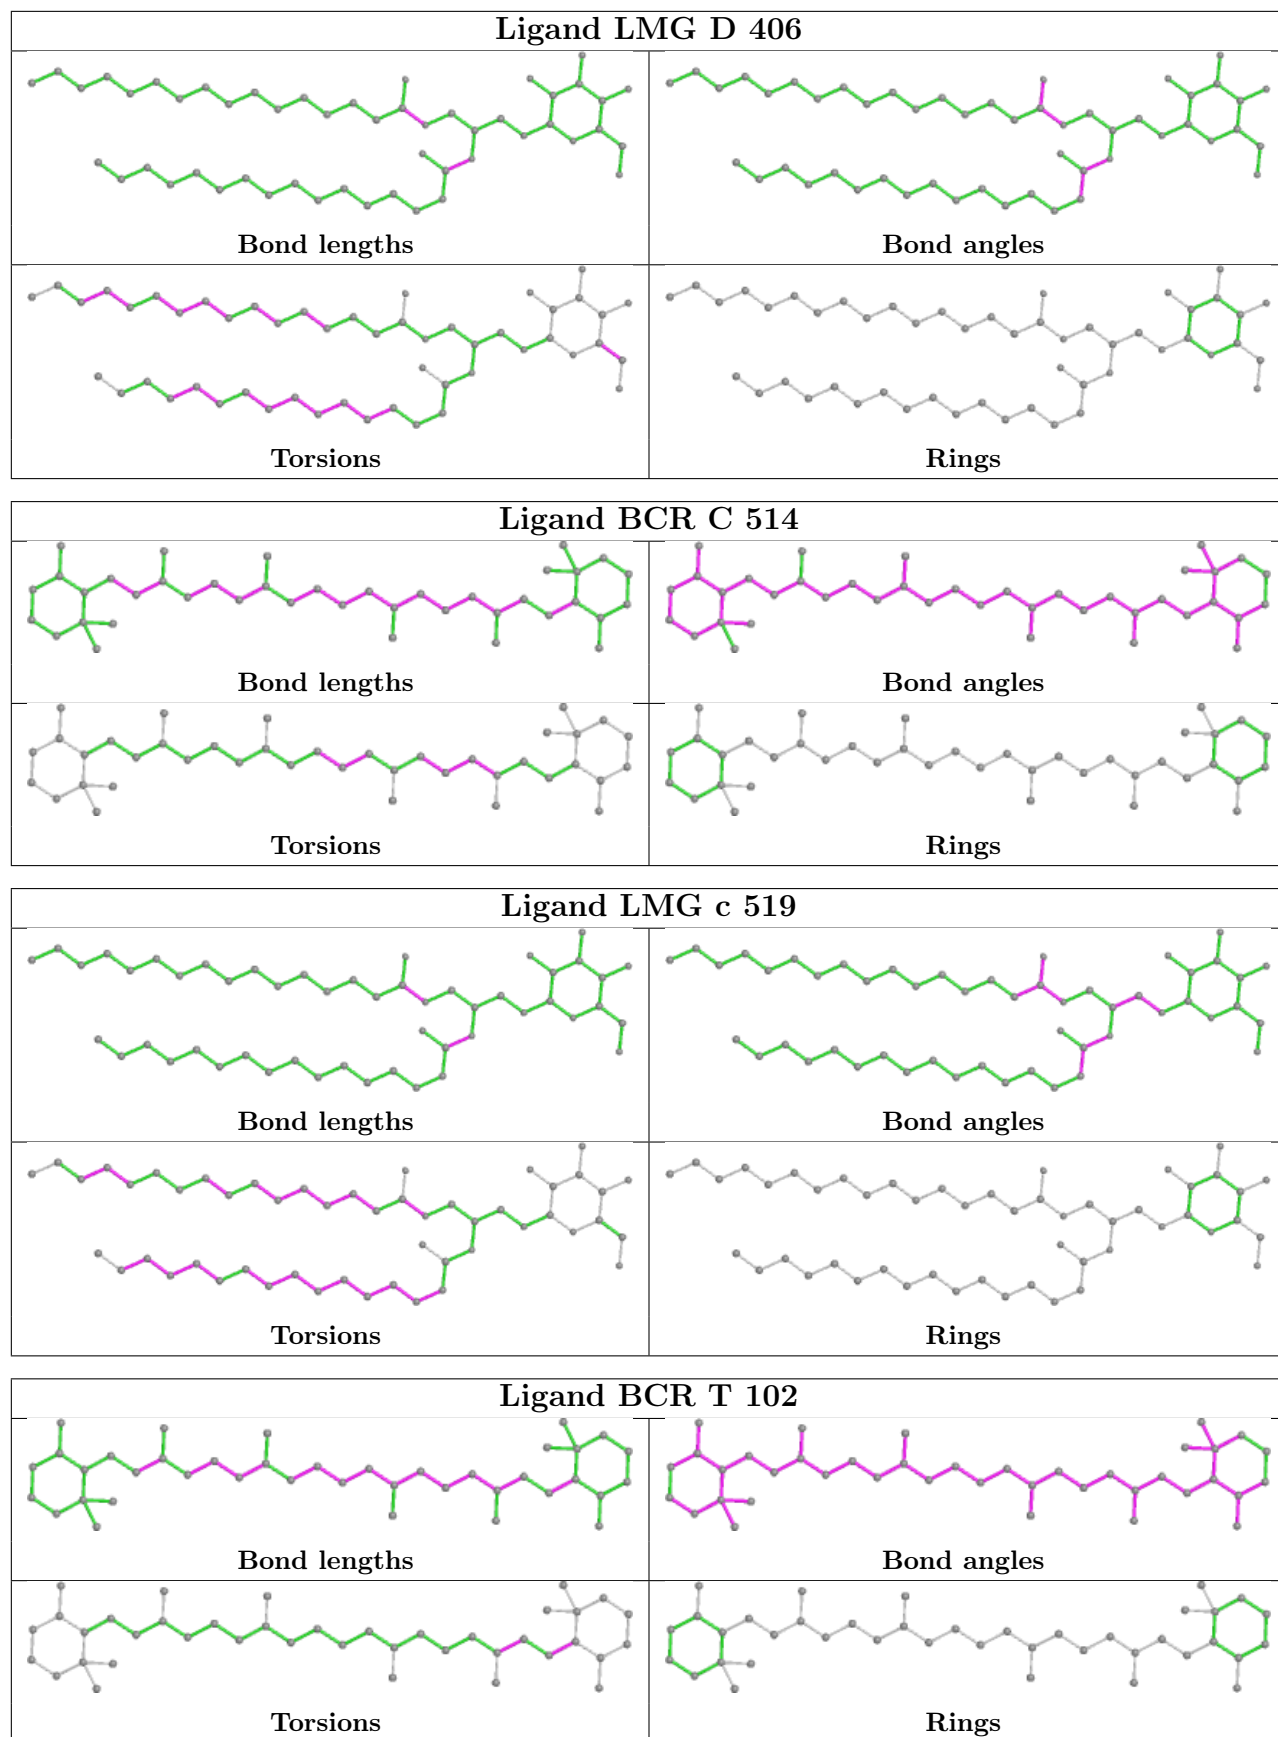 Ligand LMG D 406
Bond lengths
Bond angles
Torsions
Rings
Ligand BCR C 514
Bond lengths
Bond angles
Torsions
Rings
Ligand LMG c 519
Bond lengths
Bond angles
Torsions
Rings
Ligand BCR T 102
Bond lengths
Bond angles
Torsions
Rings